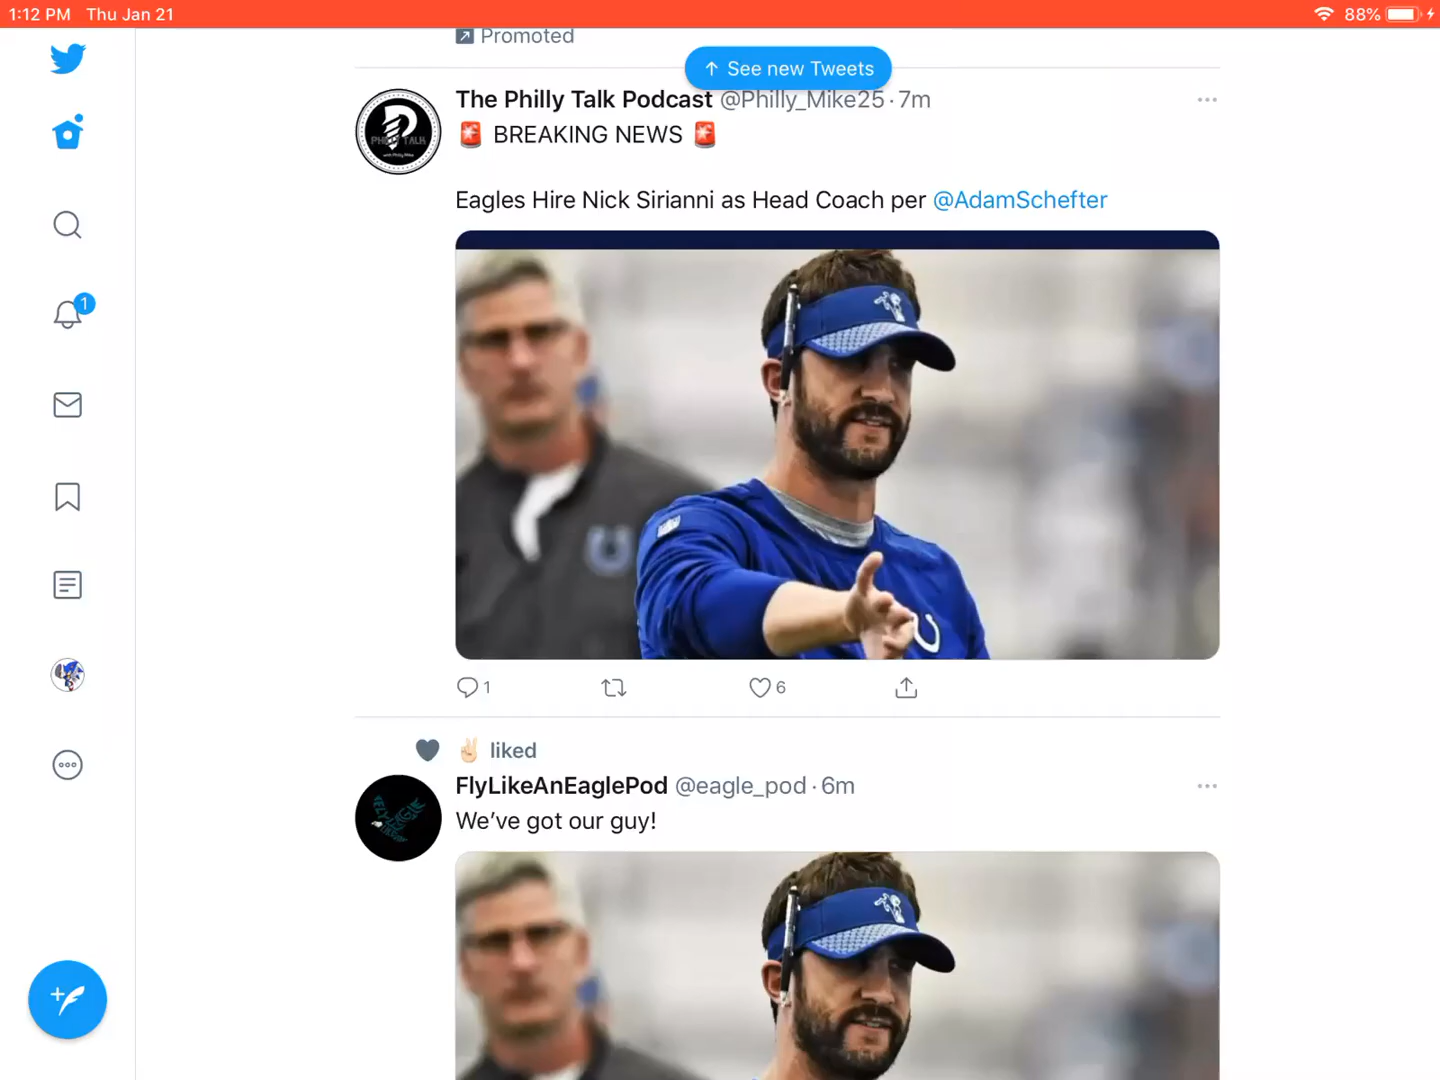 1:12 PM Thu Jan 21
88%
Promoted
↑ See new Tweets
The Philly Talk Podcast @Philly_Mike25 · 7m
🚨 BREAKING NEWS 🚨
Eagles Hire Nick Sirianni as Head Coach per @AdamSchefter
1
PHILLY TALK
1
6
✌🏻 liked
FlyLikeAnEaglePod @eagle_pod · 6m
We’ve got our guy!